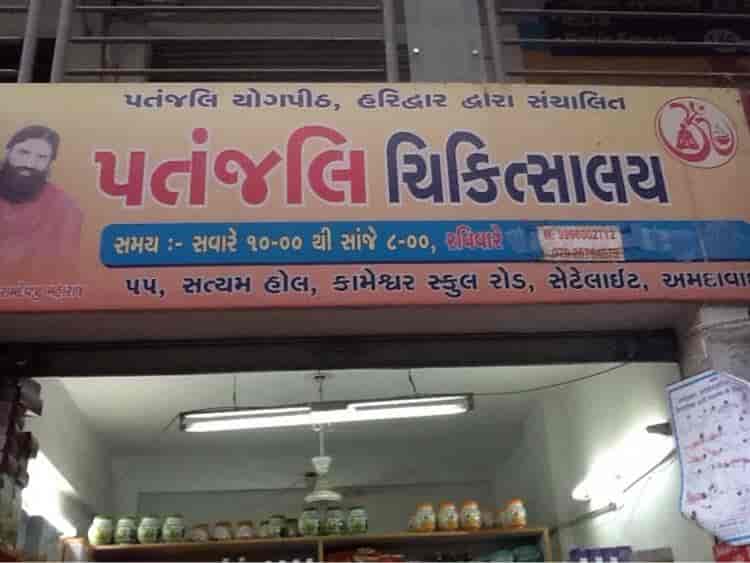 પતંજલિ યોગપીઠ, હરિદ્વાર દ્વારા સંચાલિત
પતંજલિ ચિકિત્સાલય
સમય :- સવારે ૧૦-૦૦ થી સાંજે ૮-૦૦, રવિવારે
૫૫, સત્યમ હોલ, કામેશ્વર સ્કુલ રોડ, સેટેલાઈટ, અમદાવા